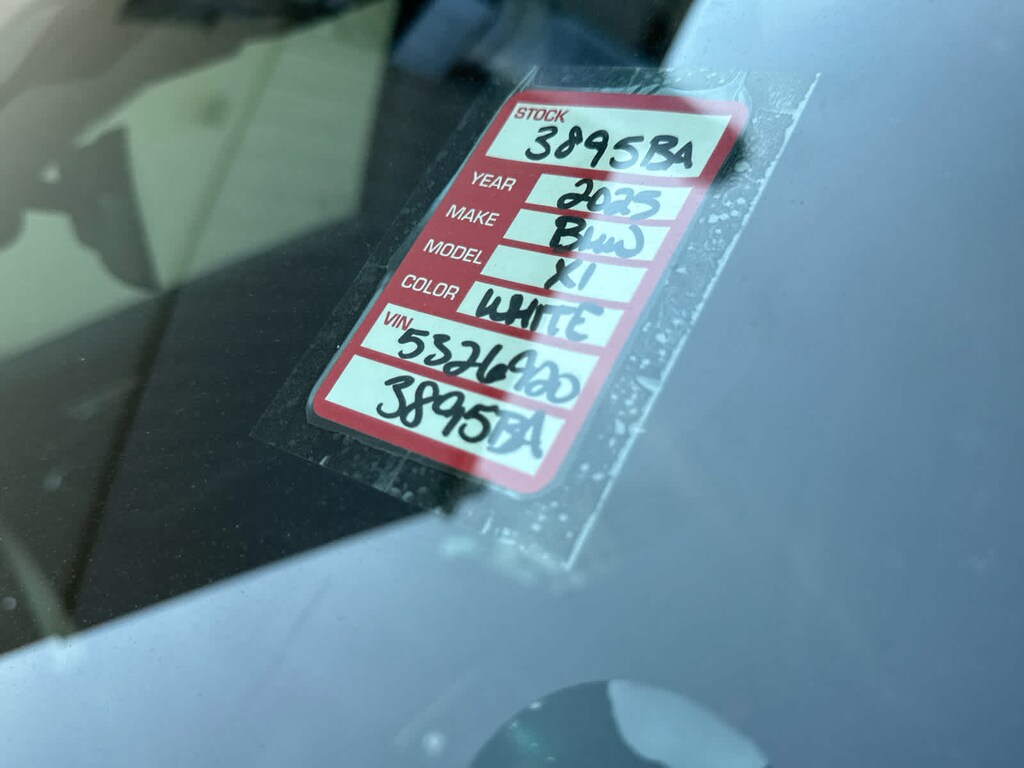 STOCK
3895BA
YEAR 2025
MAKE BMW
MODEL X1
COLOR WHITE
VIN
5326920
3895BA